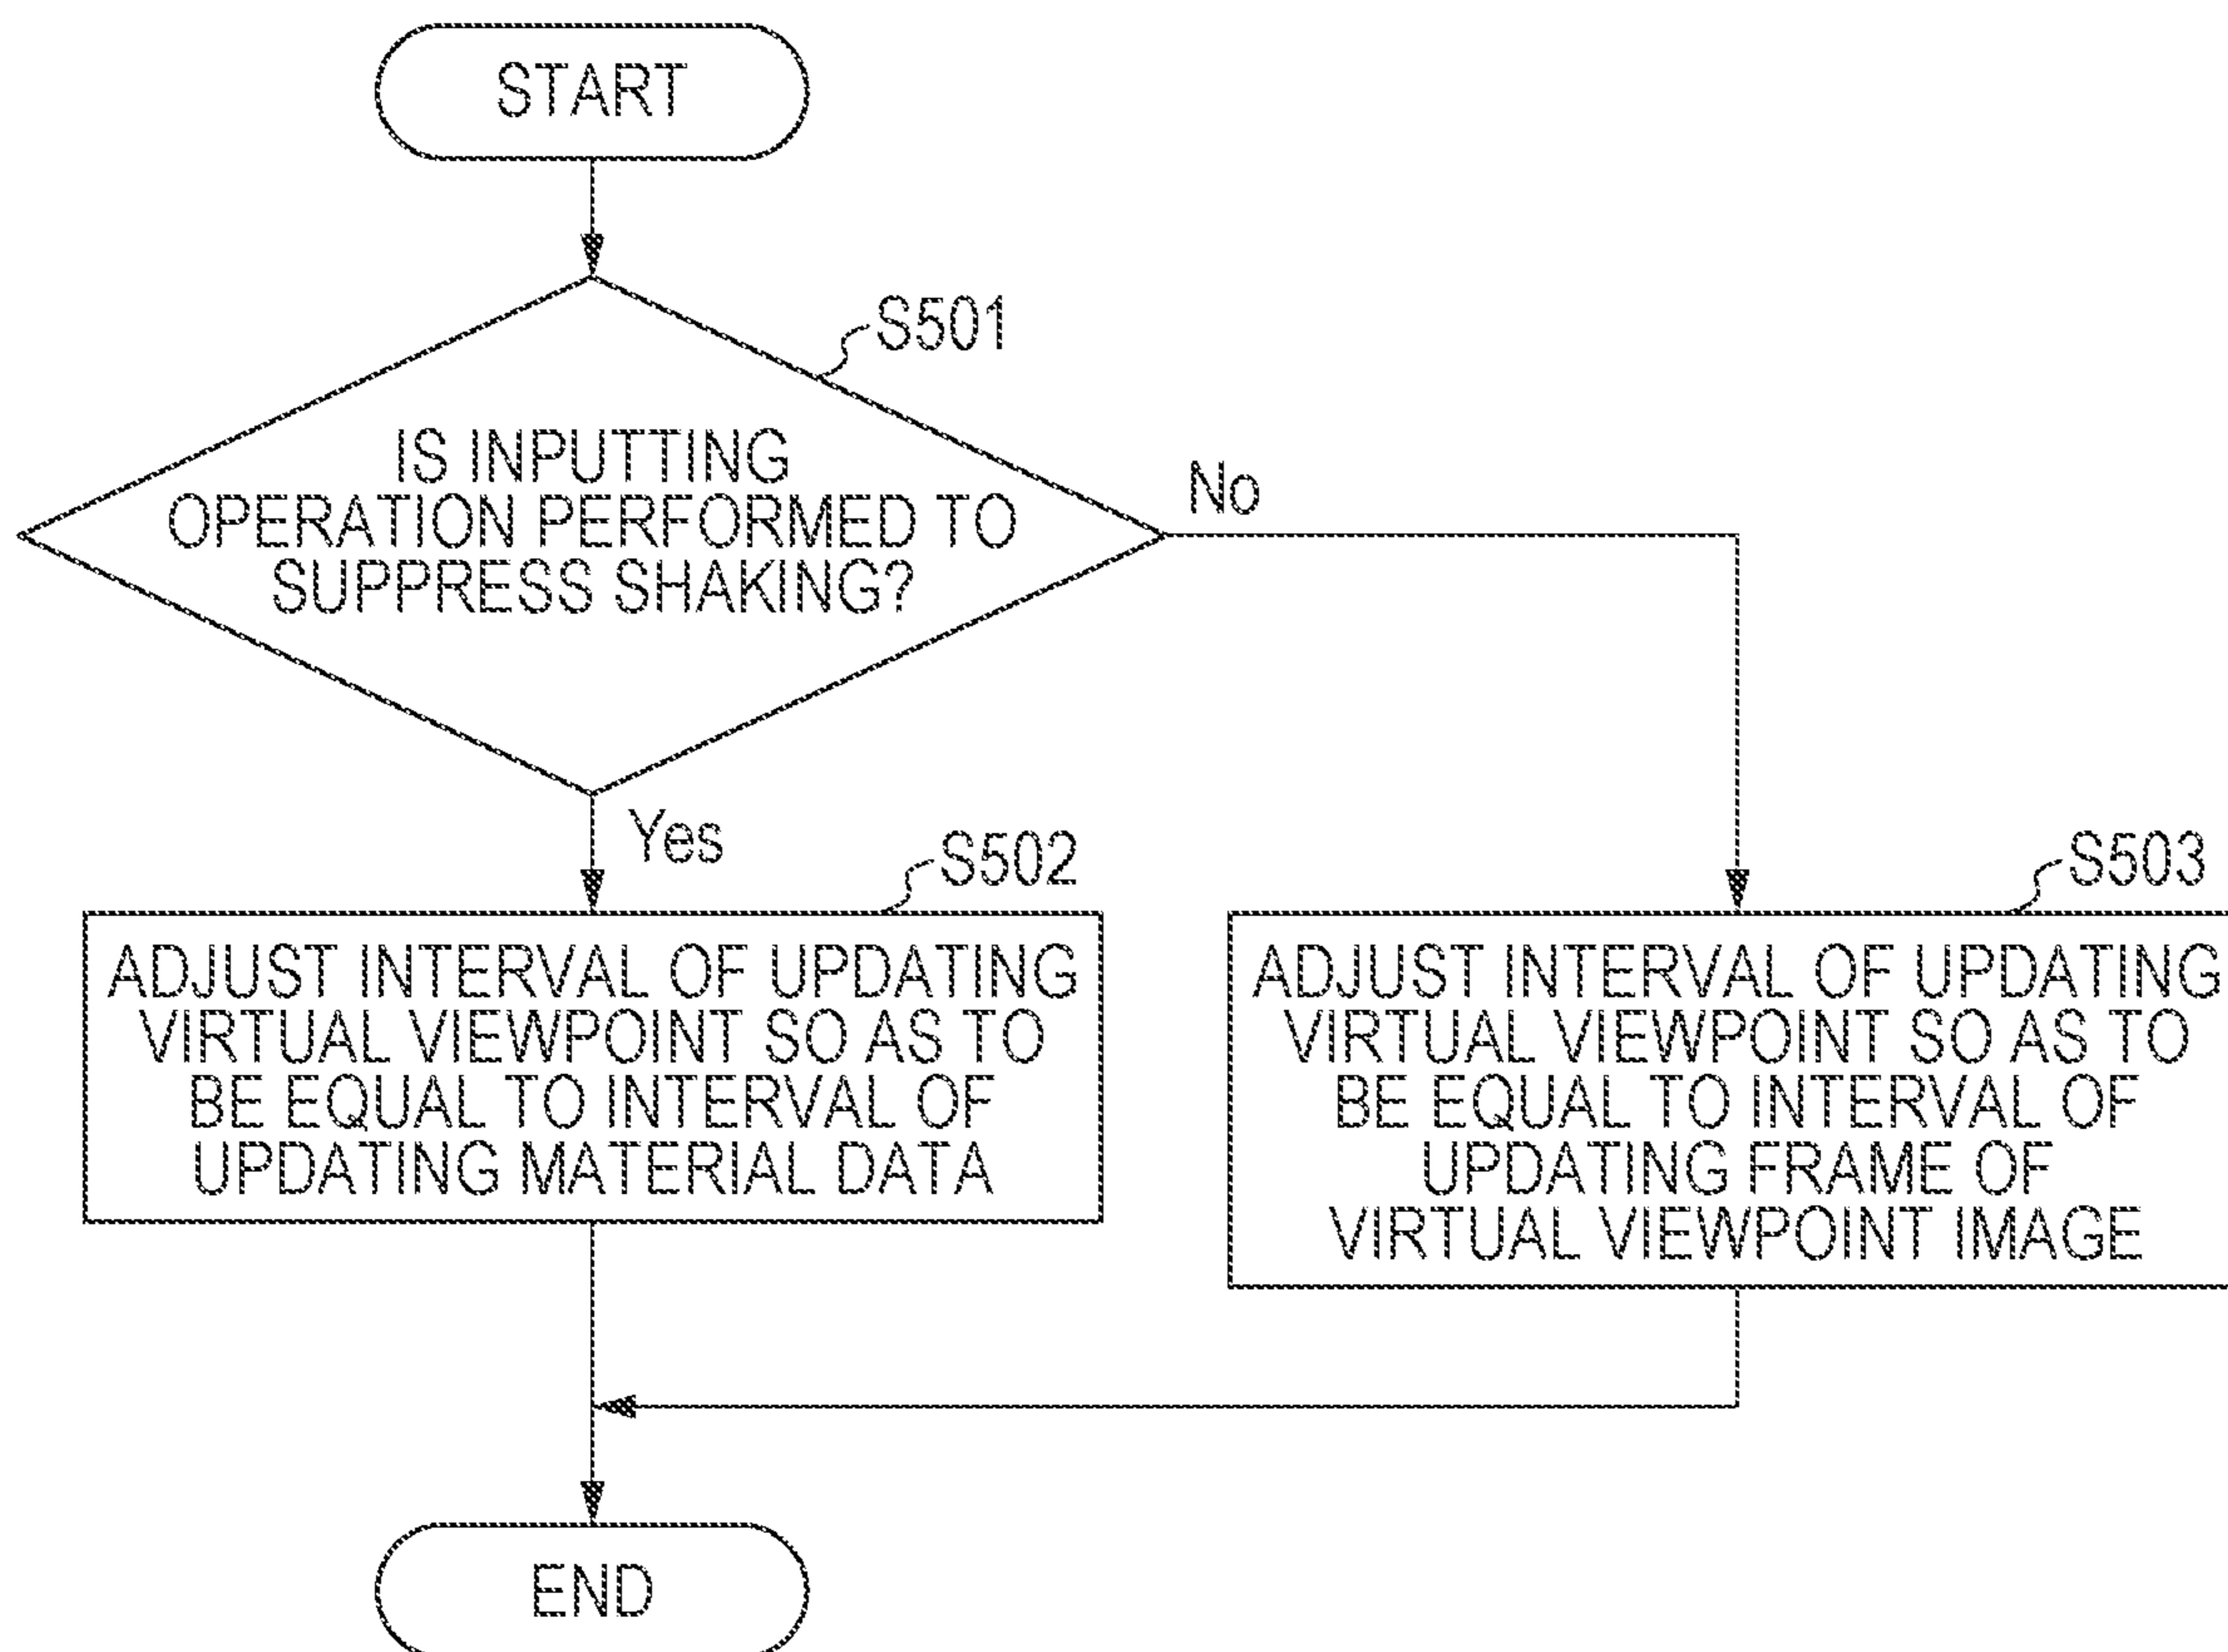 START
S501
IS INPUTTING
OPERATION PERFORMED TO
SUPPRESS SHAKING?
No
Yes
S502
ADJUST INTERVAL OF UPDATING
VIRTUAL VIEWPOINT SO AS TO
BE EQUAL TO INTERVAL OF
UPDATING MATERIAL DATA
S503
ADJUST INTERVAL OF UPDATING
VIRTUAL VIEWPOINT SO AS TO
BE EQUAL TO INTERVAL OF
UPDATING FRAME OF
VIRTUAL VIEWPOINT IMAGE
END